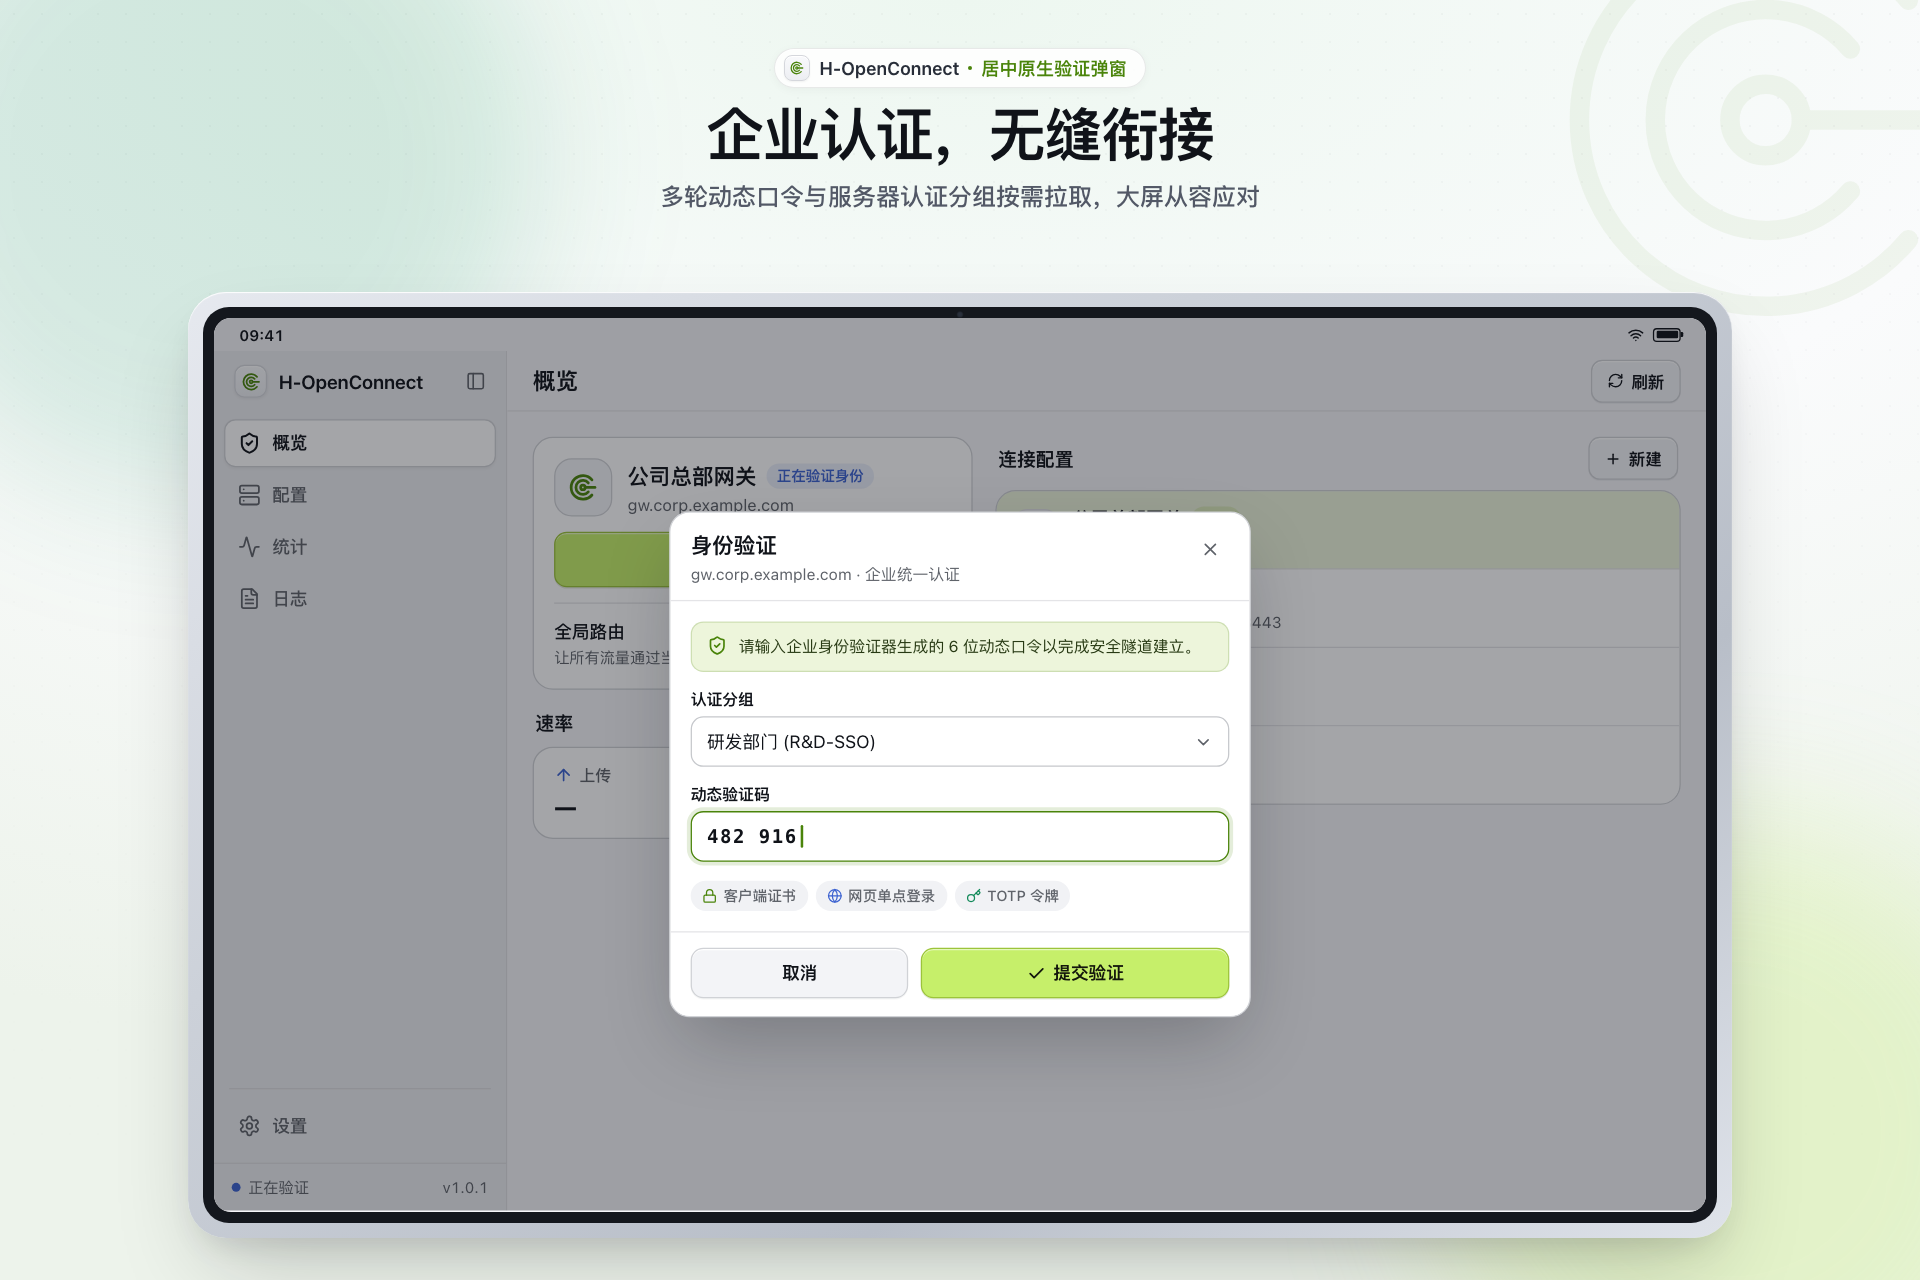 H-OpenConnect • 居中原生验证弹窗
企业认证，无缝衔接
多轮动态口令与服务器认证分组按需拉取，大屏从容应对
09:41
H-OpenConnect
概览
刷新
概览
配置
统计
日志
公司总部网关 正在验证身份
gw.corp.example.com
连接配置
新建
全局路由
让所有流量通过
速率
上传
443
身份验证
gw.corp.example.com · 企业统一认证
请输入企业身份验证器生成的 6 位动态口令以完成安全隧道建立。
认证分组
研发部门 (R&D-SSO)
动态验证码
482 916
客户端证书 网页单点登录 TOTP 令牌
取消 提交验证
设置
正在验证 v1.0.1